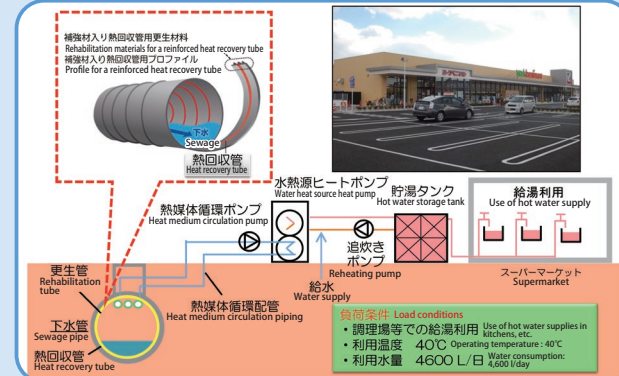 補強材入り熱回収管用更生材料
Rehabilitation materials for a reinforced heat recovery tube
補強材入り熱回収管用プロファイル
Profile for a reinforced heat recovery tube
下水
Sewage
熱回収管
Heat recovery tube
水熱源ヒートポンプ
Water heat source heat pump
貯湯タンク
Hot water storage tank
給湯利用
Use of hot water supply
熱媒体循環ポンプ
Heat medium circulation pump
追炊き
ポンプ
Reheating pump
スーパーマーケット
Supermarket
更生管
Rehabilitation
tube
給水
Water supply
熱媒体循環配管
Heat medium circulation piping
下水管
Sewage pipe
熱回収管
Heat recovery tube
負荷条件 Load conditions
・調理場等での給湯利用 Use of hot water supplies in
kitchens, etc.
・利用温度 40℃ Operating temperature : 40℃
・利用水量 4600 L/日 Water consumption:
4,600 l/day